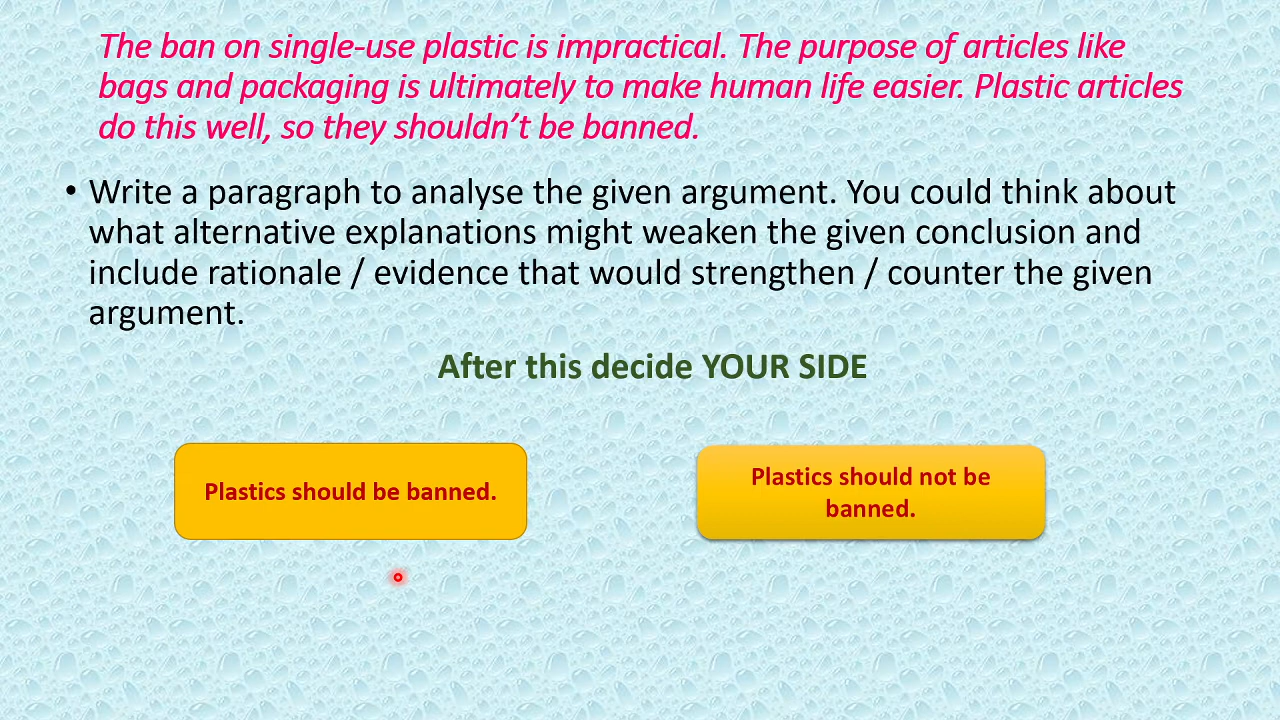 The ban on single-use plastic is impractical. The purpose of articles like
bags and packaging is ultimately to make human life easier. Plastic articles
do this well, so they shouldn’t be banned.
• Write a paragraph to analyse the given argument. You could think about
what alternative explanations might weaken the given conclusion and
include rationale / evidence that would strengthen / counter the given
argument.
After this decide YOUR SIDE
Plastics should be banned.
Plastics should not be
banned.